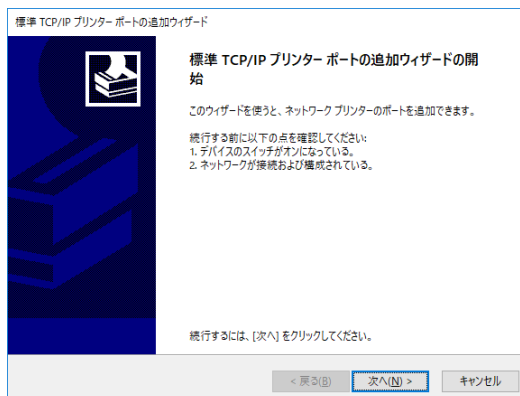 標準 TCP/IP プリンター ポートの追加ウィザード
標準 TCP/IP プリンター ポートの追加ウィザードの開
始
このウィザードを使うと、ネットワーク プリンターのポートを追加できます。
続行する前に以下の点を確認してください:
1. デバイスのスイッチがオンになっている。
2. ネットワークが接続および構成されている。
続行するには、[次へ] をクリックしてください。
< 戻る(B)
次へ(N) >
キャンセル